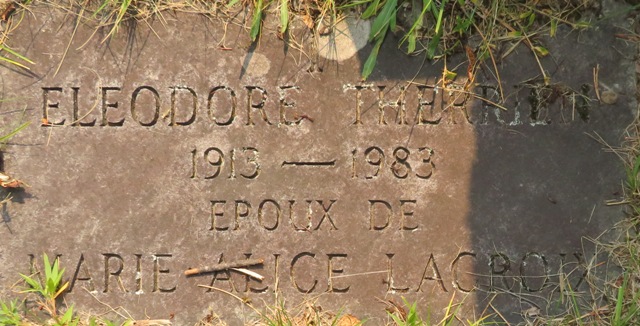 ELEODORE THERRIEN
1913 — 1983
EPOUX DE
MARIE ALICE LACROIX